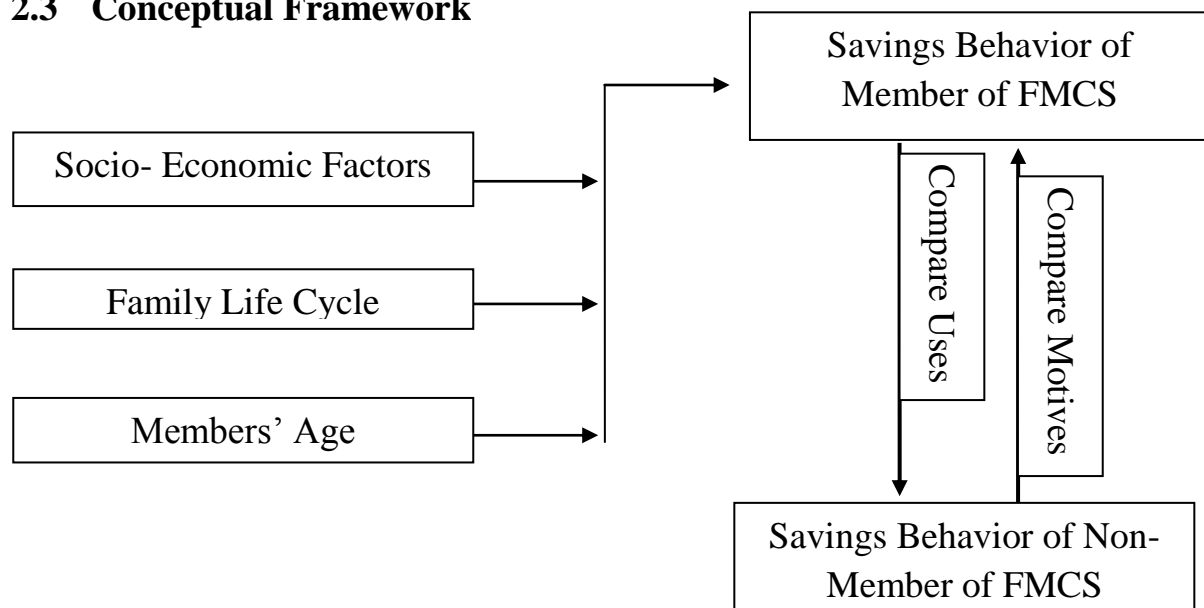 2.3 Conceptual Framework
Savings Behavior of
Member of FMCS
Socio- Economic Factors
Family Life Cycle
Members’ Age
Compare Uses
Compare Motives
Savings Behavior of Non-
Member of FMCS